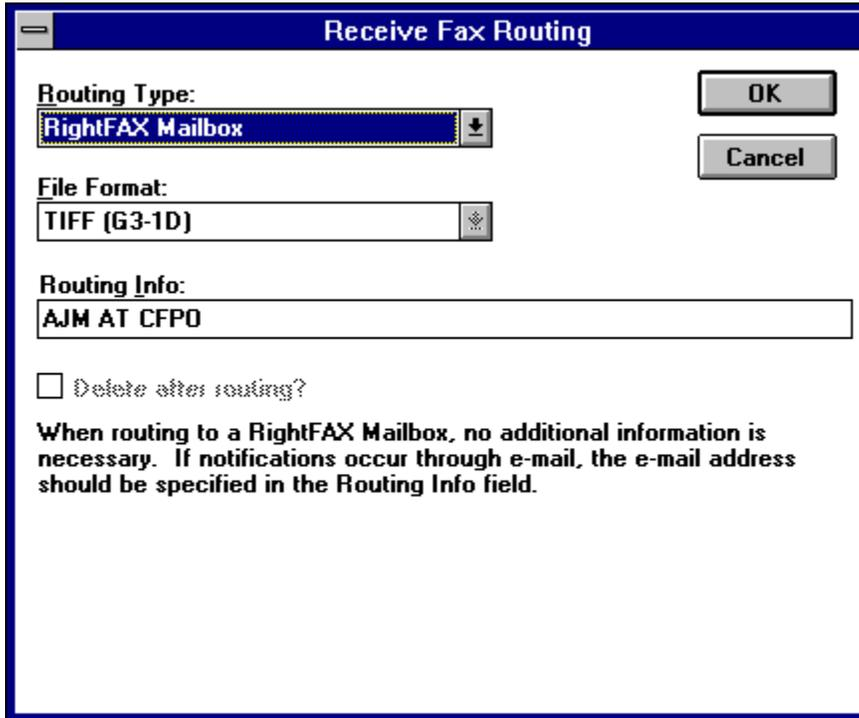 Receive Fax Routing
Routing Type:
OK
RightFAX Mailbox
Cancel
File Format:
TIFF (G3-1D)
Routing Info:
AJM AT CFPO
Delete after routing?
When routing to a RightFAX Mailbox, no additional information is
necessary.  If notifications occur through e-mail, the e-mail address
should be specified in the Routing Info field.